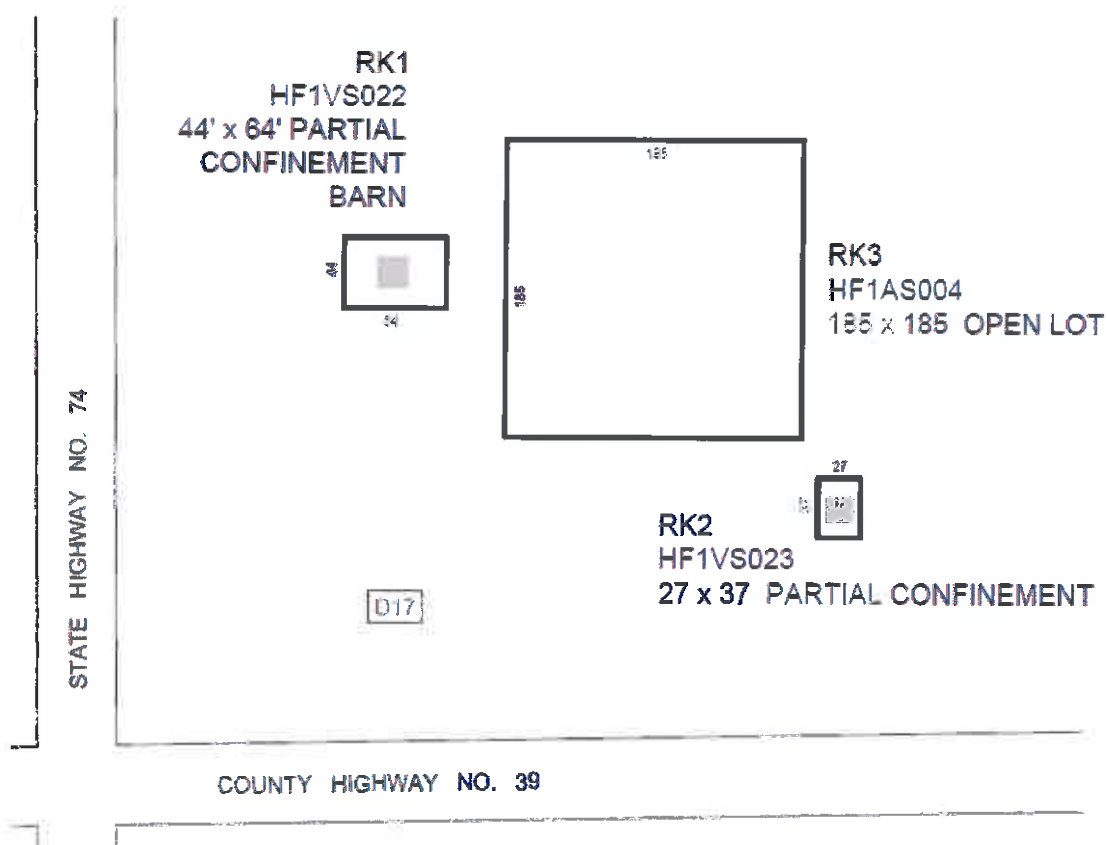 RK1
HF1VS022
44' x 64' PARTIAL
CONFINEMENT
BARN
44
185
185
RK3
HF1AS004
185 x 185 OPEN LOT
27
RK2
HF1VS023
27 x 37 PARTIAL CONFINEMENT
D17
STATE HIGHWAY NO. 74
COUNTY HIGHWAY NO. 39